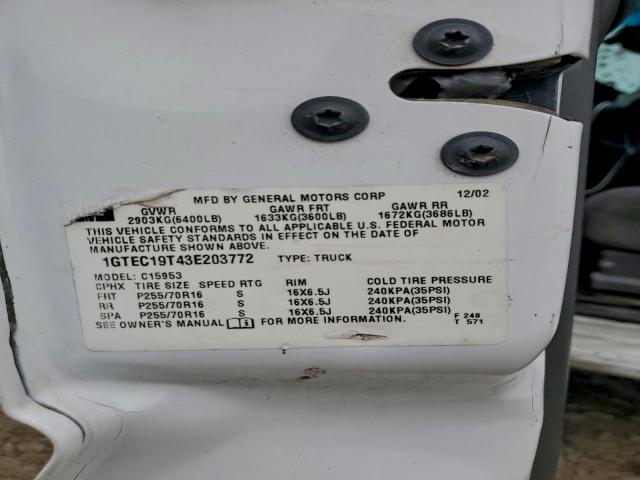 MFD BY GENERAL MOTORS CORP 12/02
GVWR GAWR FRT GAWR RR
2903KG(6400LB) 1633KG(3600LB) 1672KG(3686LB)
THIS VEHICLE CONFORMS TO ALL APPLICABLE U.S. FEDERAL MOTOR
VEHICLE SAFETY STANDARDS IN EFFECT ON THE DATE OF
MANUFACTURE SHOWN ABOVE.
1GTEC19T43E203772 TYPE: TRUCK
MODEL: C15953
CPHX TIRE SIZE SPEED RTG RIM COLD TIRE PRESSURE
FRT P255/70R16 S 16X6.5J 240KPA(35PSI)
RR P255/70R16 S 16X6.5J 240KPA(35PSI)
SPA P255/70R16 S 16X6.5J 240KPA(35PSI)
SEE OWNER'S MANUAL FOR MORE INFORMATION. F 248
T 571